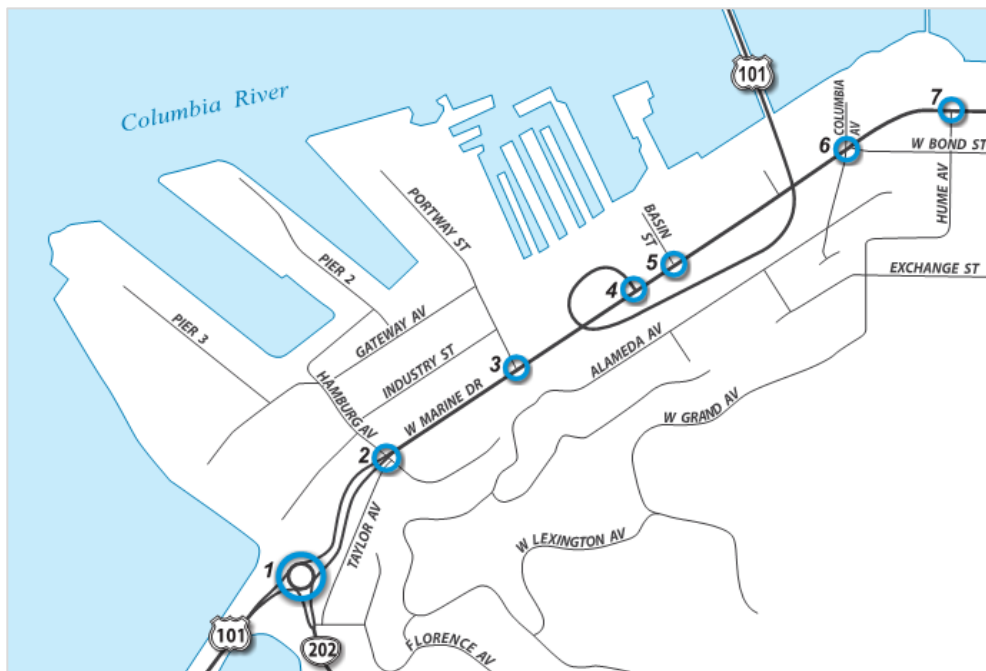 Columbia River
101
COLUMBIA
AV
7
6
W BOND ST
HUME AV
PORTWAY ST
BASIN
ST
5
4
EXCHANGE ST
PIER 2
PIER 3
GATEWAY AV
INDUSTRY ST
HAMBURG AV
3
W MARINE DR
ALAMEDA AV
W GRAND AV
2
TAYLOR AV
W LEXINGTON AV
1
101
202
FLORENCE AV